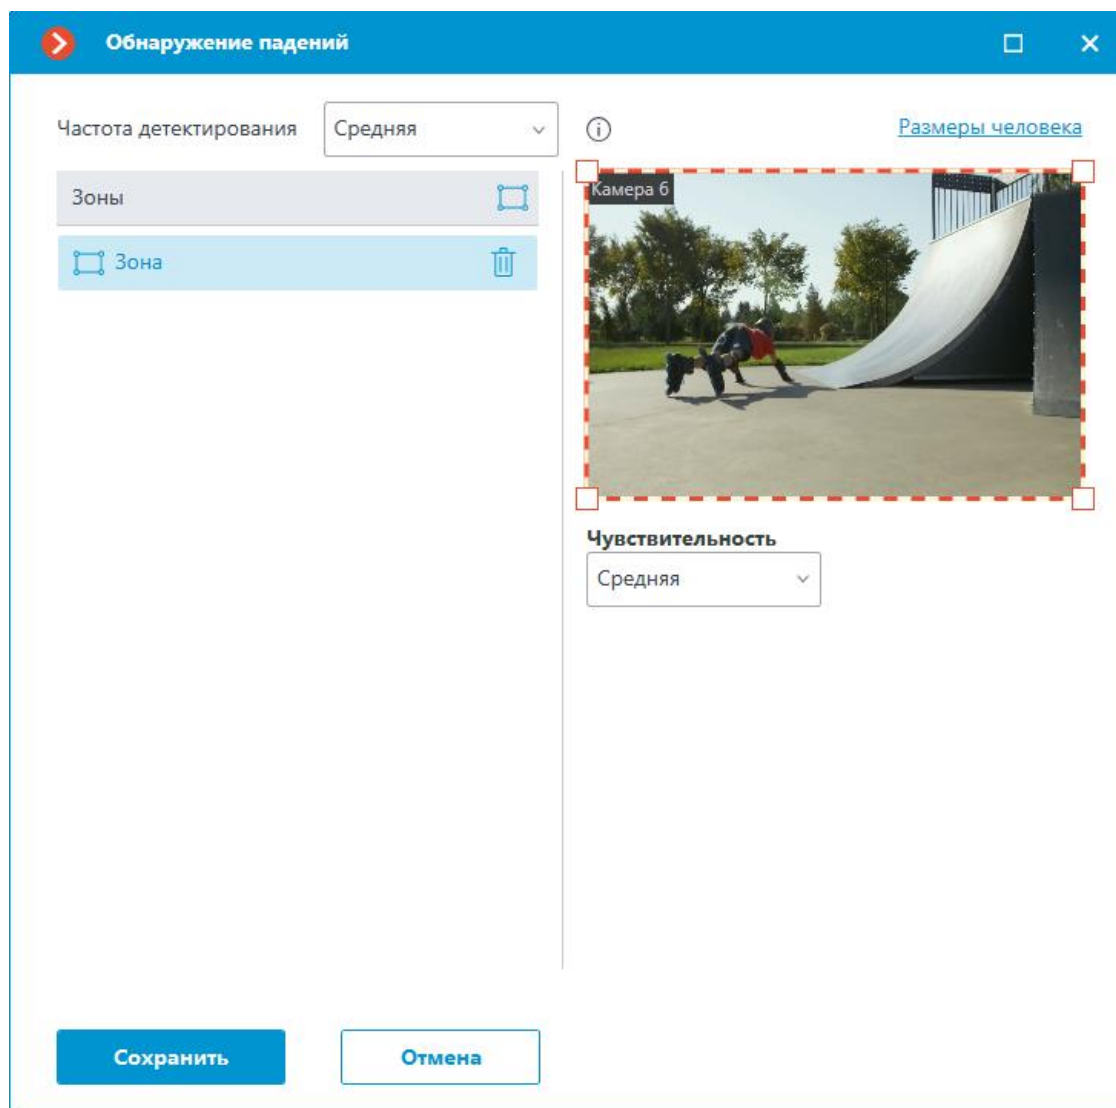 Обнаружение падений
Частота детектирования Средняя Размеры человека
Зоны
Камера 6
Зона
Чувствительность
Средняя
Сохранить Отмена